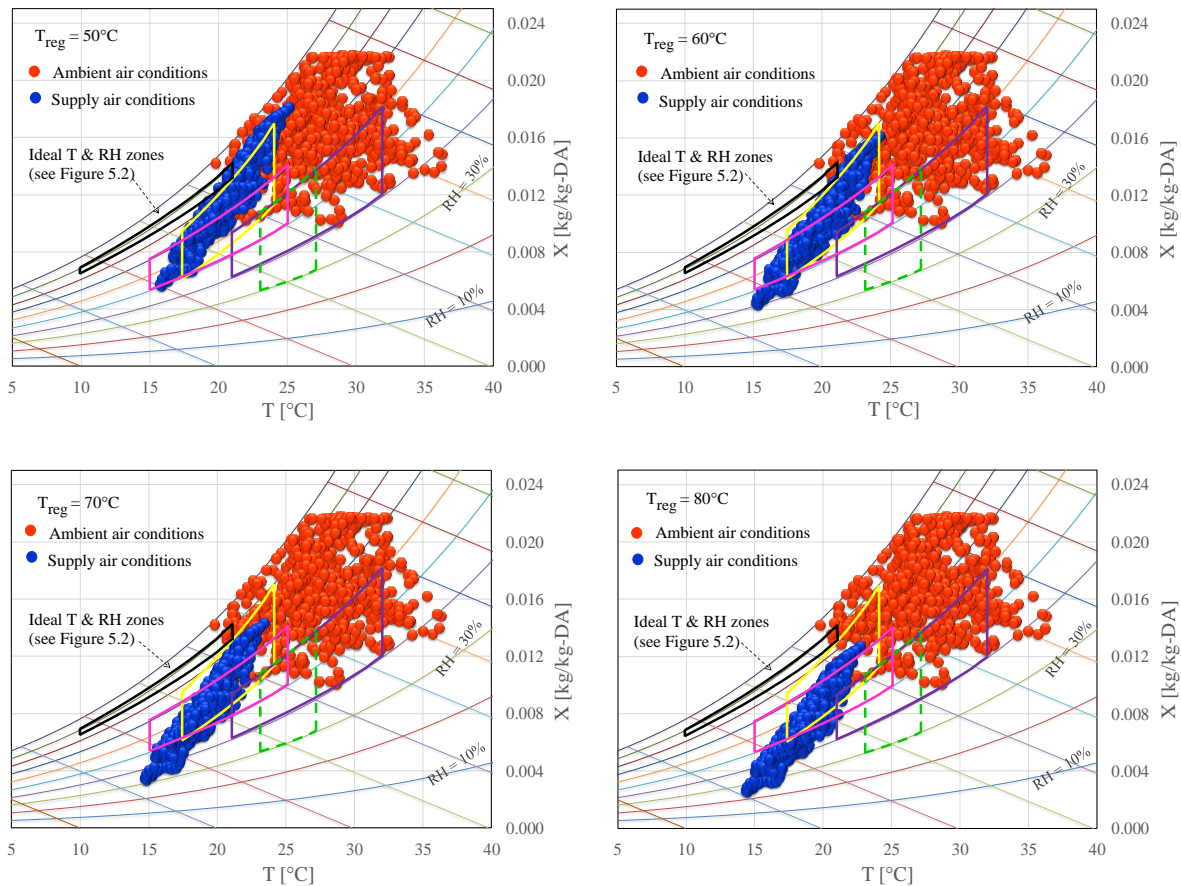 T_reg = 50°C
Ambient air conditions
Supply air conditions
Ideal T & RH zones
(see Figure 5.2)
RH = 30%
RH = 10%
0.024
0.020
0.016
0.012
0.008
0.004
0.000
X [kg/kg-DA]
5 10 15 20 25 30 35 40
T [°C]
T_reg = 60°C
Ambient air conditions
Supply air conditions
Ideal T & RH zones
(see Figure 5.2)
RH = 30%
RH = 10%
0.024
0.020
0.016
0.012
0.008
0.004
0.000
X [kg/kg-DA]
5 10 15 20 25 30 35 40
T [°C]
T_reg = 70°C
Ambient air conditions
Supply air conditions
Ideal T & RH zones
(see Figure 5.2)
RH = 30%
RH = 10%
0.024
0.020
0.016
0.012
0.008
0.004
0.000
X [kg/kg-DA]
5 10 15 20 25 30 35 40
T [°C]
T_reg = 80°C
Ambient air conditions
Supply air conditions
Ideal T & RH zones
(see Figure 5.2)
RH = 30%
RH = 10%
0.024
0.020
0.016
0.012
0.008
0.004
0.000
X [kg/kg-DA]
5 10 15 20 25 30 35 40
T [°C]